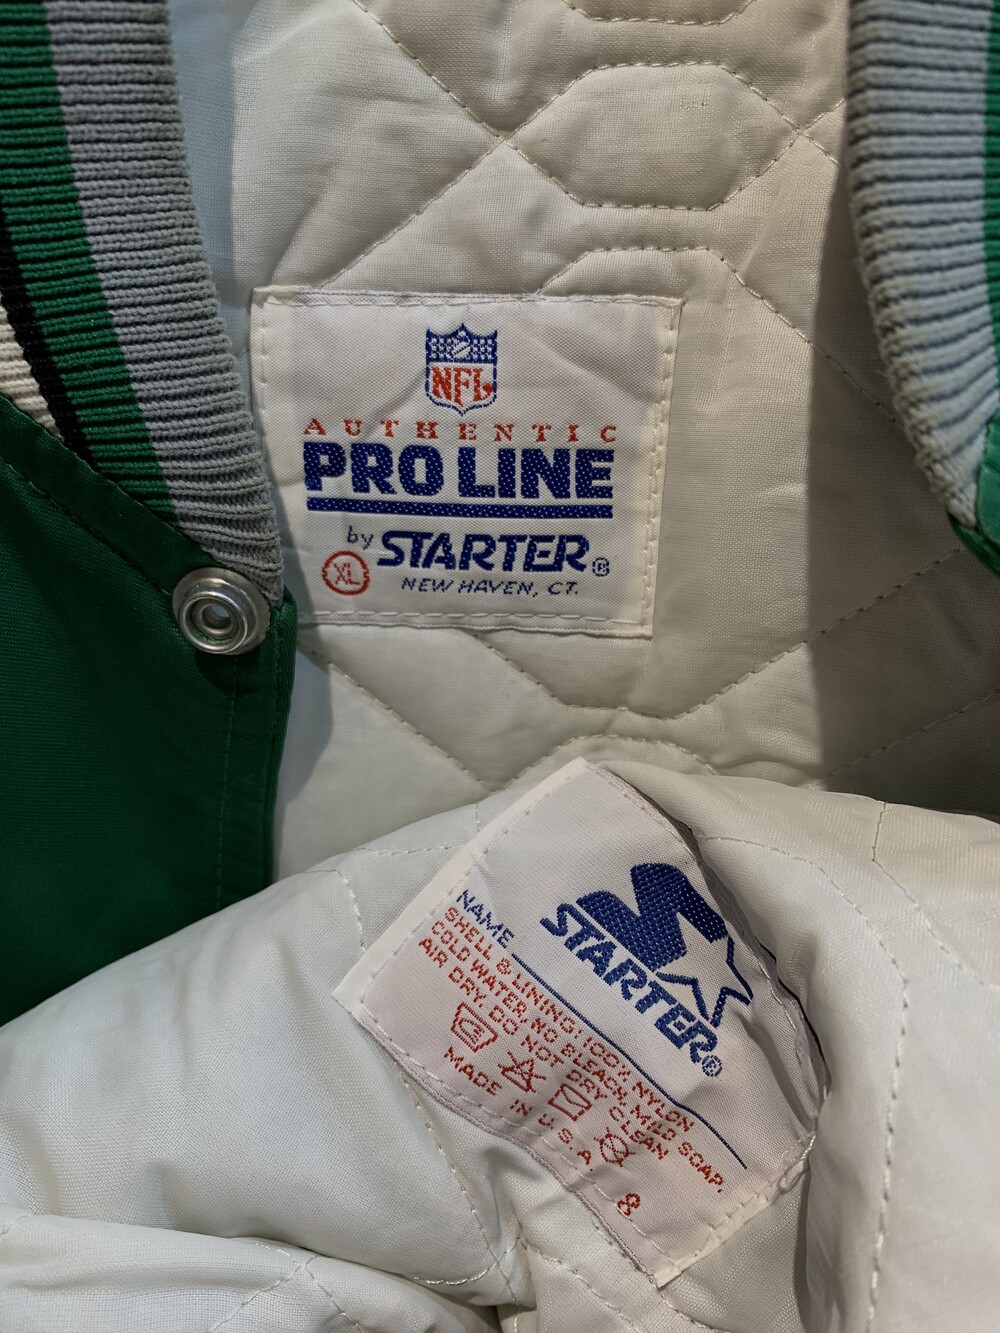 NFL
AUTHENTIC
PRO LINE
by STARTER®
XL
NEW HAVEN, CT.
STARTER®
NAME
SHELL & LINING: 100% NYLON
COLD WATER, NO BLEACH, MILD SOAP,
AIR DRY, DO NOT DRY CLEAN
MADE IN U.S.A.
8